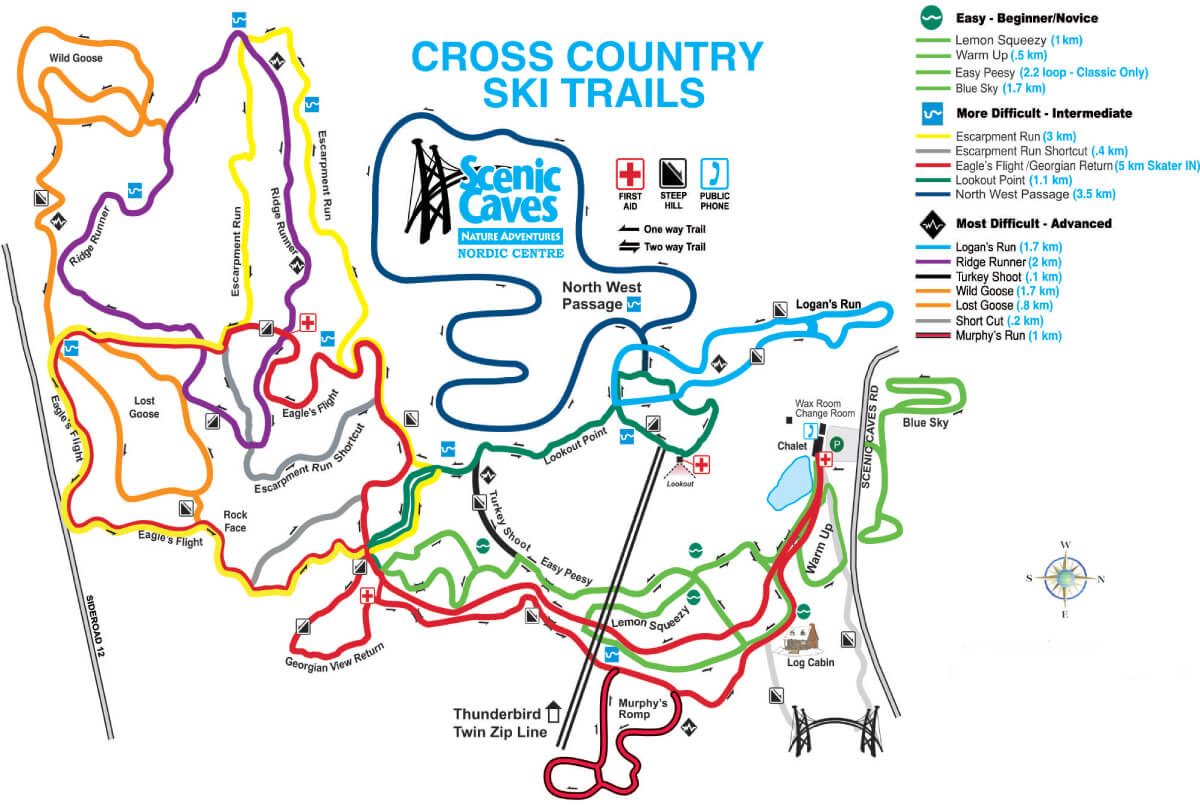 CROSS COUNTRY
SKI TRAILS
Scenic
Caves
NATURE ADVENTURES
NORDIC CENTRE
FIRST
AID
STEEP
HILL
PUBLIC
PHONE
One way Trail
Two way Trail
Easy - Beginner/Novice
Lemon Squeezy (1 km)
Warm Up (.5 km)
Easy Peesy (2.2 loop - Classic Only)
Blue Sky (1.7 km)
More Difficult - Intermediate
Escarpment Run (3 km)
Escarpment Run Shortcut (.4 km)
Eagle's Flight /Georgian Return(5 km Skater IN)
Lookout Point (1.1 km)
North West Passage (3.5 km)
Most Difficult - Advanced
Logan's Run (1.7 km)
Ridge Runner (2 km)
Turkey Shoot (.1 km)
Wild Goose (1.7 km)
Lost Goose (.8 km)
Short Cut (.2 km)
Murphy's Run (1 km)
Wild Goose
Escarpment Run
Ridge Runner
Ridge Runner
Escarpment Run
North West
Passage
Logan's Run
Eagle's Flight
Lost
Goose
Eagle's Flight
Escarpment Run Shortcut
Lookout Point
Lookout
Wax Room
Change Room
Chalet
P
SCENIC CAVES RD
Blue Sky
Rock
Face
Eagle's Flight
Turkey Shoot
Easy Peesy
Warm Up
Lemon Squeezy
SIDEROAD 12
Georgian View Return
Log Cabin
Murphy's
Romp
Thunderbird
Twin Zip Line
W
S
N
E